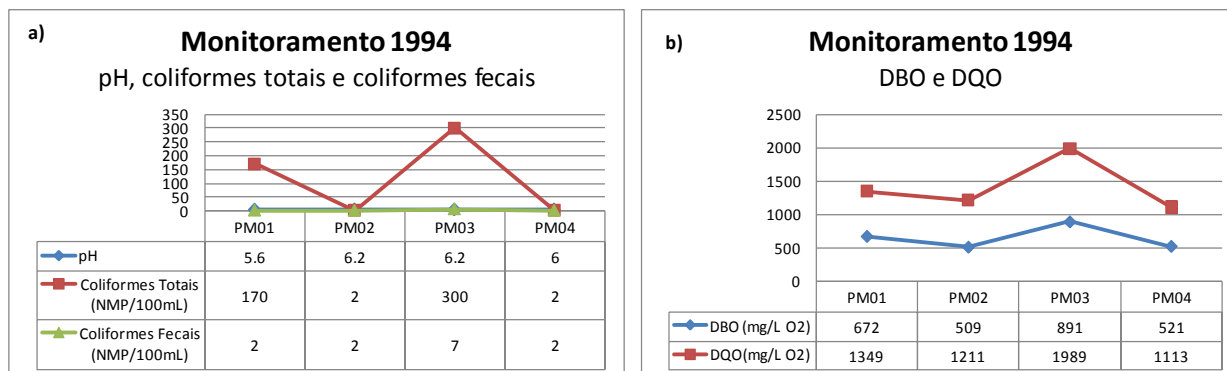 a)
Monitoramento 1994
pH, coliformes totais e coliformes fecais
350
300
250
200
150
100
50
0
PM01 PM02 PM03 PM04
pH 5.6 6.2 6.2 6
Coliformes Totais
(NMP/100mL) 170 2 300 2
Coliformes Fecais
(NMP/100mL) 2 2 7 2
b)
Monitoramento 1994
DBO e DQO
2500
2000
1500
1000
500
0
PM01 PM02 PM03 PM04
DBO (mg/L O2) 672 509 891 521
DQO(mg/L O2) 1349 1211 1989 1113